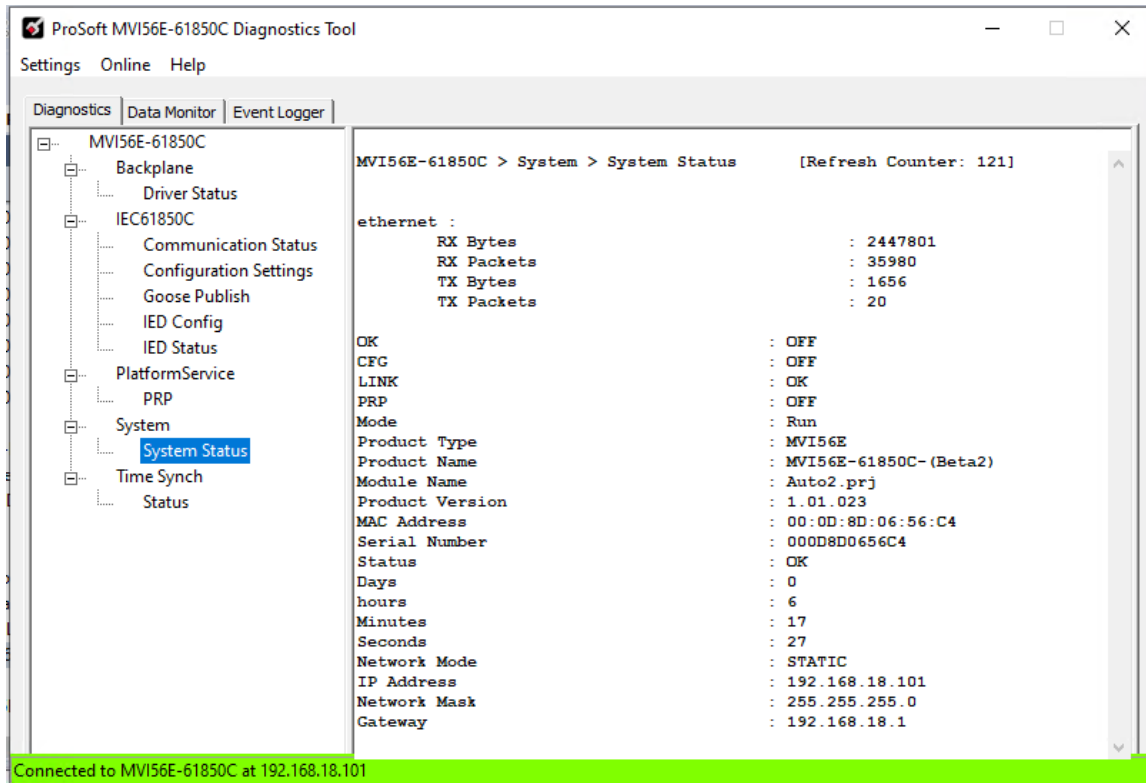 ProSoft MVI56E-61850C Diagnostics Tool
Settings Online Help
Diagnostics Data Monitor Event Logger
MVI56E-61850C
Backplane
Driver Status
IEC61850C
Communication Status
Configuration Settings
Goose Publish
IED Config
IED Status
PlatformService
PRP
System
System Status
Time Synch
Status
MVI56E-61850C > System > System Status [Refresh Counter: 121]
ethernet :
RX Bytes : 2447801
RX Packets : 35980
TX Bytes : 1656
TX Packets : 20
OK : OFF
CFG : OFF
LINK : OK
PRP : OFF
Mode : Run
Product Type : MVI56E
Product Name : MVI56E-61850C-(Beta2)
Module Name : Auto2.prj
Product Version : 1.01.023
MAC Address : 00:0D:8D:06:56:C4
Serial Number : 000D8D0656C4
Status : OK
Days : 0
hours : 6
Minutes : 17
Seconds : 27
Network Mode : STATIC
IP Address : 192.168.18.101
Network Mask : 255.255.255.0
Gateway : 192.168.18.1
Connected to MVI56E-61850C at 192.168.18.101